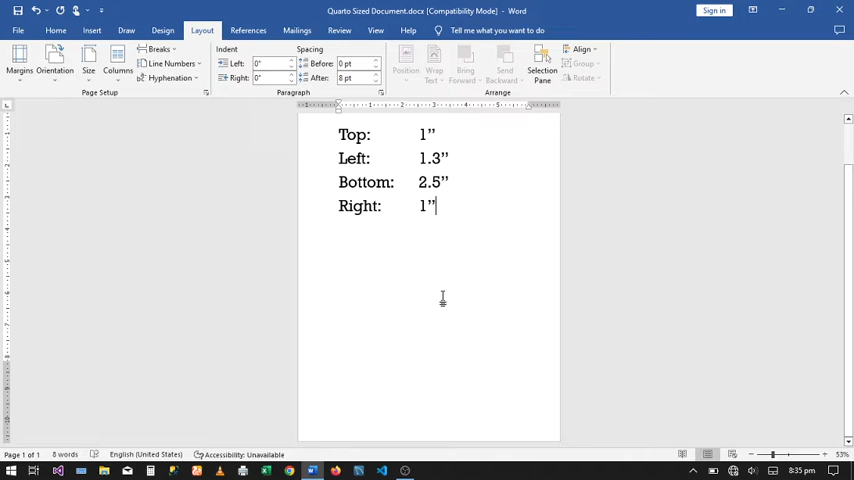 Quarto Sized Document.docx [Compatibility Mode] - Word
Sign in
File Home Insert Draw Design Layout References Mailings Review View Help Tell me what you want to do
Margins
Orientation
Size
Columns
Breaks
Line Numbers
Hyphenation
Page Setup
Indent
Left: 0"
Right: 0"
Spacing
Before: 0 pt
After: 8 pt
Paragraph
Position
Wrap Text
Bring Forward
Send Backward
Selection Pane
Align
Group
Rotate
Arrange
Top: 1”
Left: 1.3”
Bottom: 2.5”
Right: 1”
Page 1 of 1 8 words English (United States) Accessibility: Unavailable 53%
8:35 pm